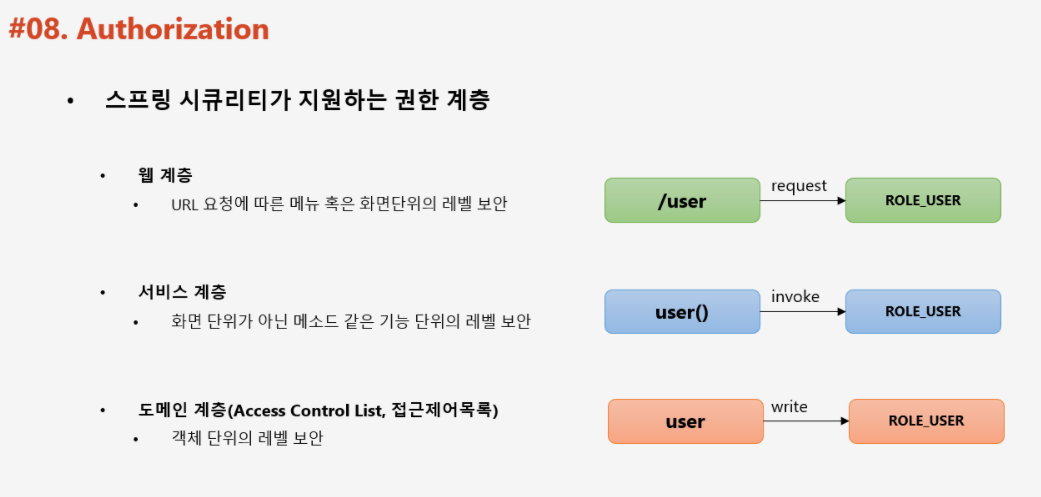 #08. Authorization
• 스프링 시큐리티가 지원하는 권한 계층
• 웹 계층
• URL 요청에 따른 메뉴 혹은 화면단위의 레벨 보안
/user
request
ROLE_USER
• 서비스 계층
• 화면 단위가 아닌 메소드 같은 기능 단위의 레벨 보안
user()
invoke
ROLE_USER
• 도메인 계층(Access Control List, 접근제어목록)
• 객체 단위의 레벨 보안
user
write
ROLE_USER